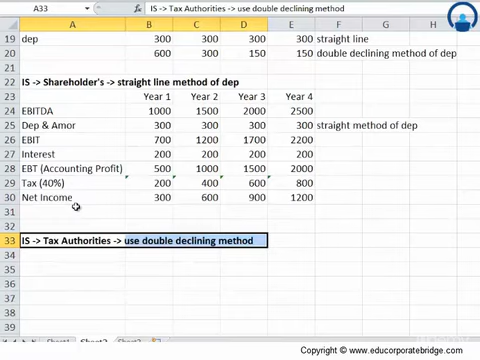 A33 fx IS -> Tax Authorities -> use double declining method
A B C D E F G H
19 dep 300 300 300 300 straight line
20 600 300 150 150 double declining method of dep
21
22 IS -> Shareholder's -> straight line method of dep
23 Year 1 Year 2 Year 3 Year 4
24 EBITDA 1000 1500 2000 2500
25 Dep & Amor 300 300 300 300 straight method of dep
26 EBIT 700 1200 1700 2200
27 Interest 200 200 200 200
28 EBT (Accounting Profit) 500 1000 1500 2000
29 Tax (40%) 200 400 600 800
30 Net Income 300 600 900 1200
31
32
33 IS -> Tax Authorities -> use double declining method
34
35
36
37
38
39
Sheet1 Sheet2
Copyright © www.educorporatebridge.com